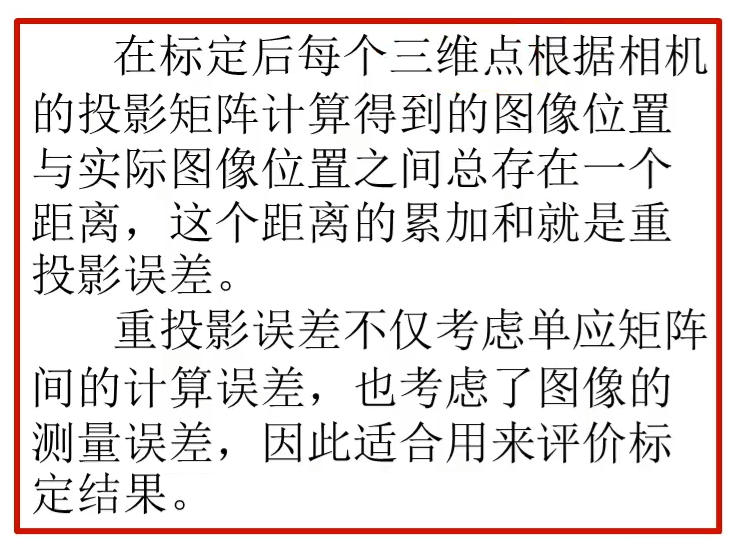 在标定后每个三维点根据相机
的投影矩阵计算得到的图像位置
与实际图像位置之间总存在一个
距离，这个距离的累加和就是重
投影误差。
重投影误差不仅考虑单应矩阵
间的计算误差，也考虑了图像的
测量误差，因此适合用来评价标
定结果。